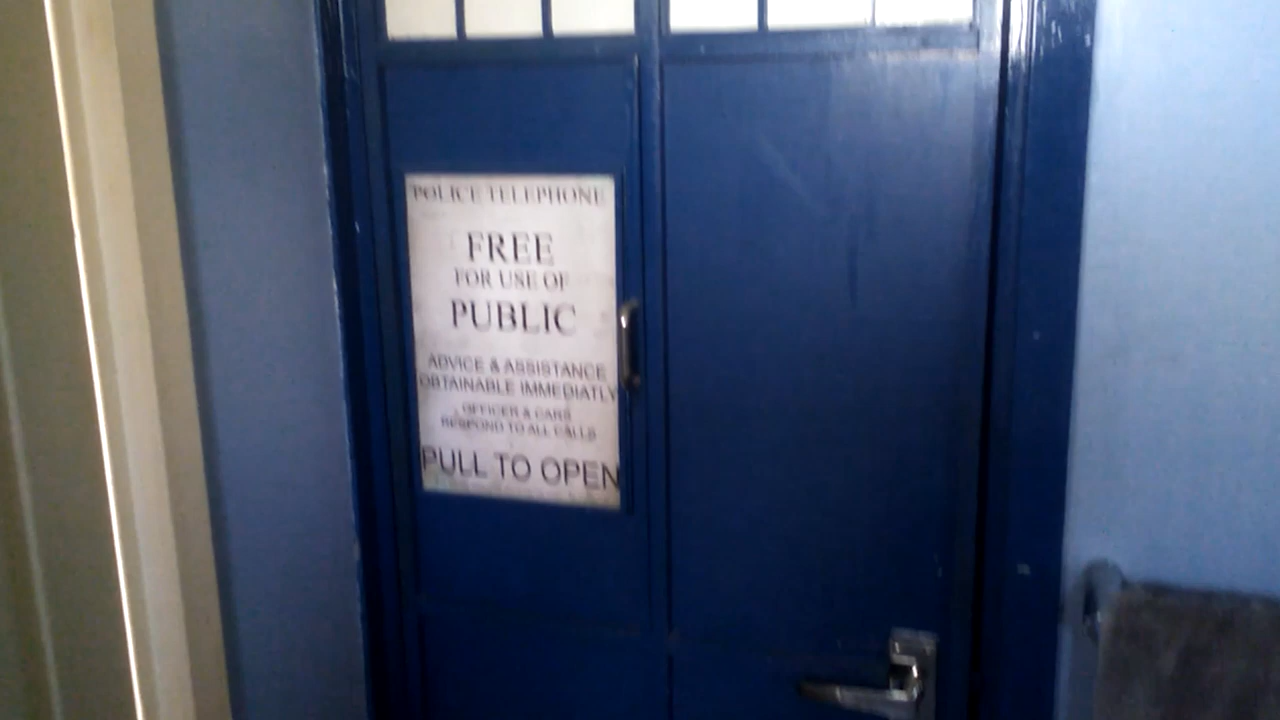 POLICE TELEPHONE
FREE
FOR USE OF
PUBLIC
ADVICE & ASSISTANCE
OBTAINABLE IMMEDIATLY
OFFICER & CARS
RESPOND TO ALL CALLS
PULL TO OPEN